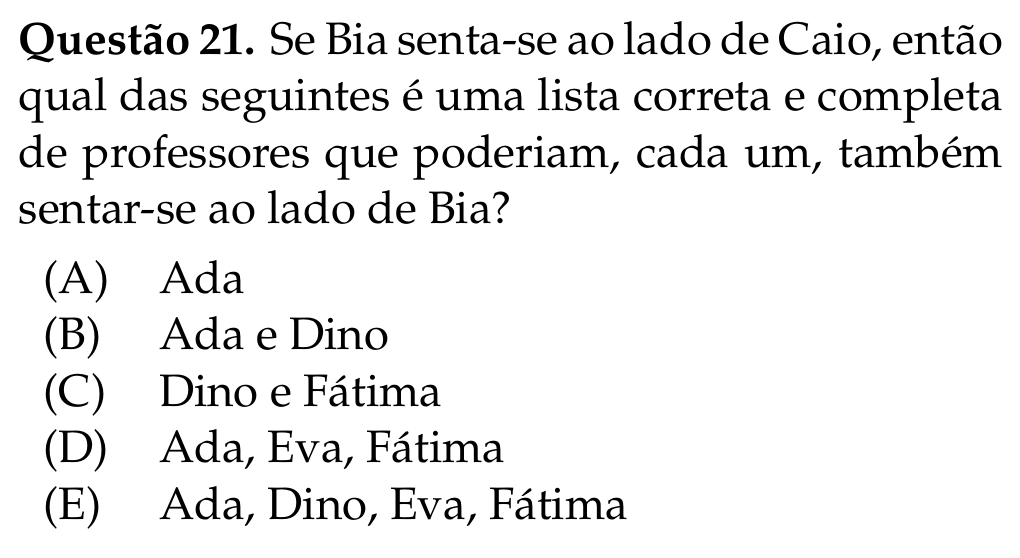 Questão 21. Se Bia senta-se ao lado de Caio, então
qual das seguintes é uma lista correta e completa
de professores que poderiam, cada um, também
sentar-se ao lado de Bia?
(A) Ada
(B) Ada e Dino
(C) Dino e Fátima
(D) Ada, Eva, Fátima
(E) Ada, Dino, Eva, Fátima